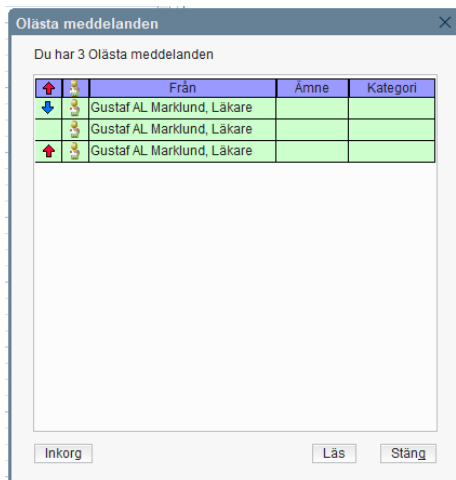 Olästa meddelanden
Du har 3 Olästa meddelanden
Från Ämne Kategori
Gustaf AL Marklund, Läkare
Gustaf AL Marklund, Läkare
Gustaf AL Marklund, Läkare
Inkorg Läs Stäng